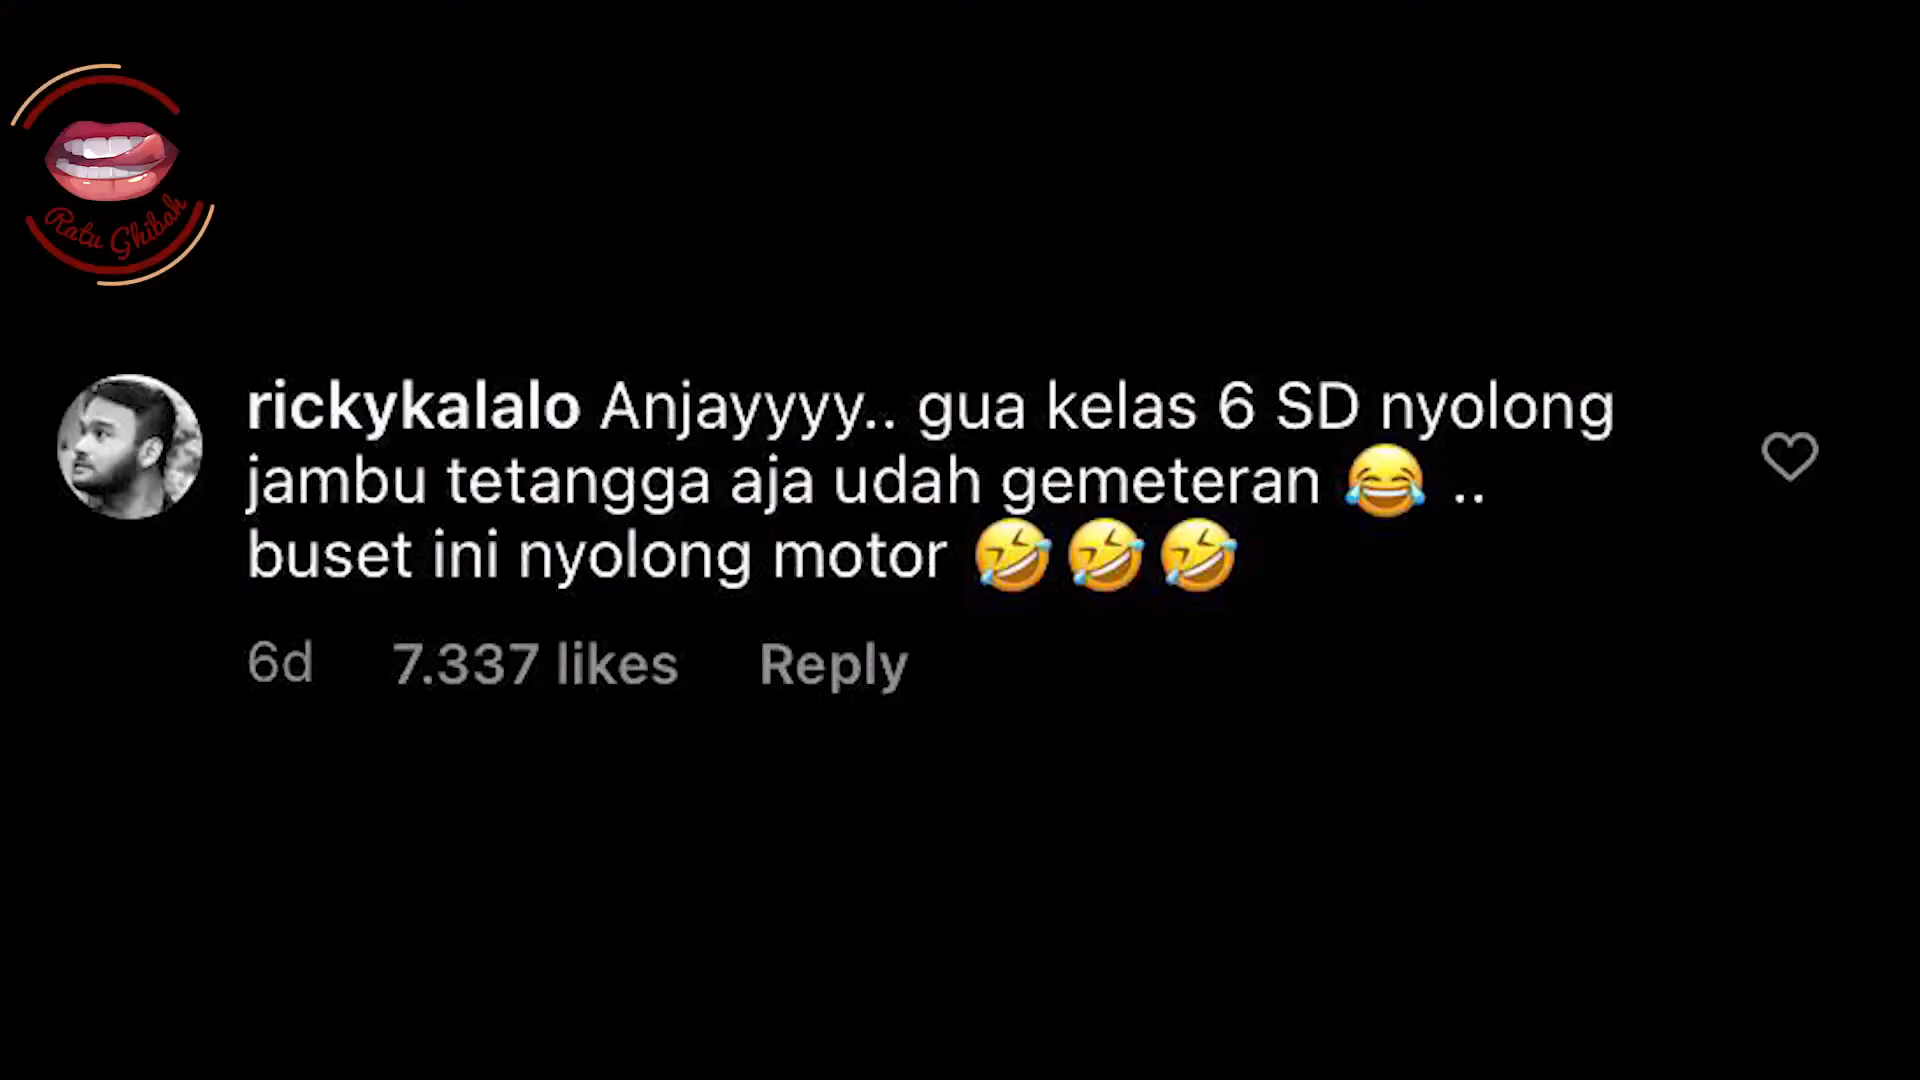 Ratu Ghibah
rickykalalo Anjayyyy.. gua kelas 6 SD nyolong
jambu tetangga aja udah gemeteran 😂 ..
buset ini nyolong motor 🤣🤣🤣
6d 7.337 likes Reply